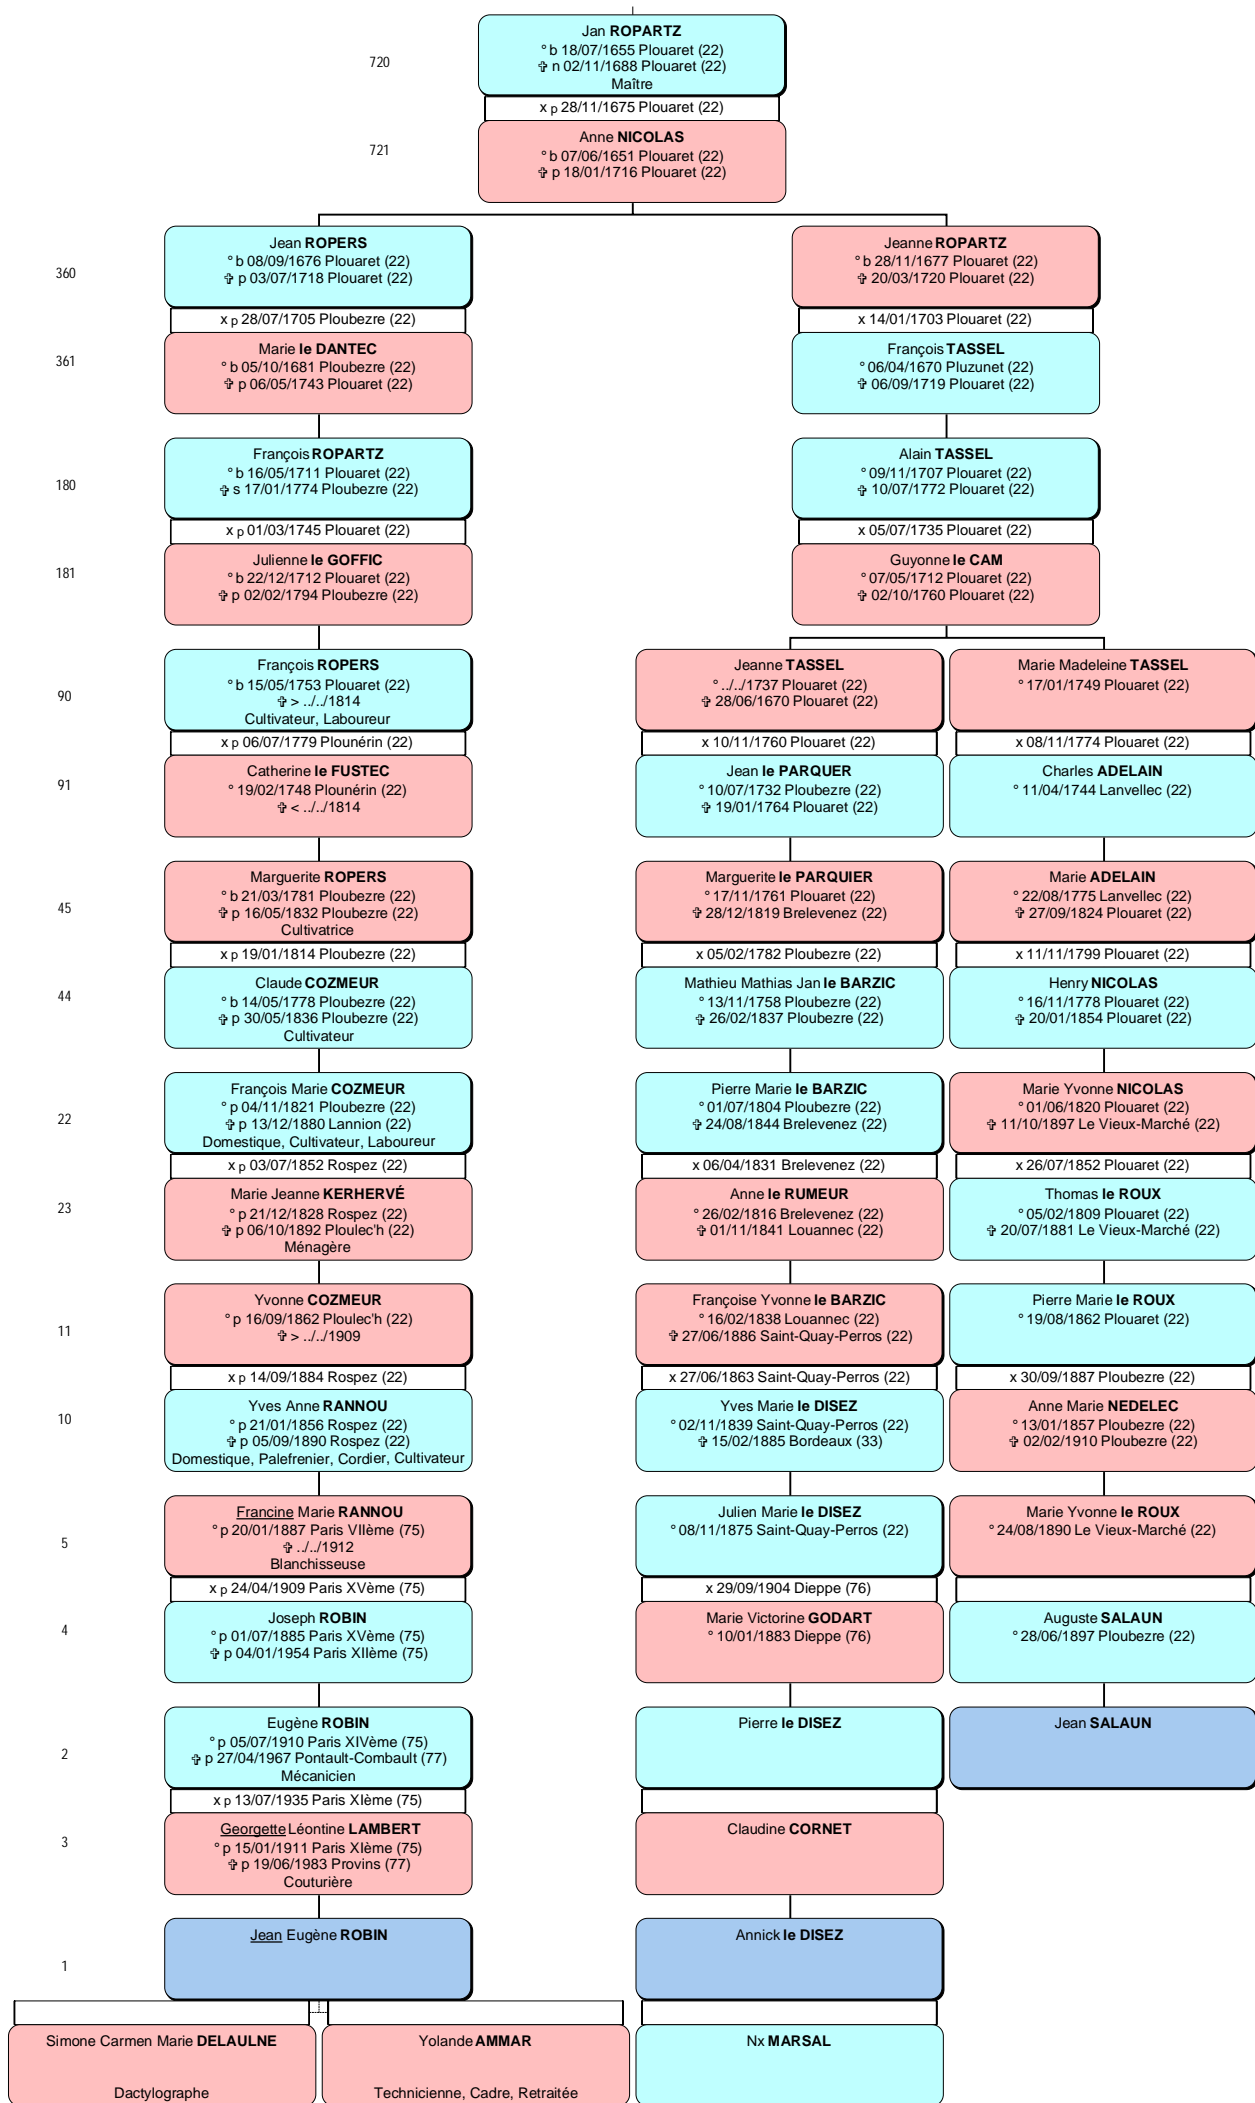 720
Jan ROPARTZ
° b 18/07/1655 Plouaret (22)
✞ n 02/11/1688 Plouaret (22)
Maître
x p 28/11/1675 Plouaret (22)
721
Anne NICOLAS
° b 07/06/1651 Plouaret (22)
✞ p 18/01/1716 Plouaret (22)
360
Jean ROPERS
° b 08/09/1676 Plouaret (22)
✞ p 03/07/1718 Plouaret (22)
x p 28/07/1705 Ploubezre (22)
Jeanne ROPARTZ
° b 28/11/1677 Plouaret (22)
✞ 20/03/1720 Plouaret (22)
x 14/01/1703 Plouaret (22)
361
Marie le DANTEC
° b 05/10/1681 Ploubezre (22)
✞ p 06/05/1743 Plouaret (22)
François TASSEL
° 06/04/1670 Pluzunet (22)
✞ 06/09/1719 Plouaret (22)
180
François ROPARTZ
° b 16/05/1711 Plouaret (22)
✞ s 17/01/1774 Ploubezre (22)
x p 01/03/1745 Plouaret (22)
Alain TASSEL
° 09/11/1707 Plouaret (22)
✞ 10/07/1772 Plouaret (22)
x 05/07/1735 Plouaret (22)
181
Julienne le GOFFIC
° b 22/12/1712 Plouaret (22)
✞ p 02/02/1794 Ploubezre (22)
Guyonne le CAM
° 07/05/1712 Plouaret (22)
✞ 02/10/1760 Plouaret (22)
90
François ROPERS
° b 15/05/1753 Plouaret (22)
✞ > ../../1814
Cultivateur, Laboureur
x p 06/07/1779 Plounérin (22)
Jeanne TASSEL
° ../../1737 Plouaret (22)
✞ 28/06/1670 Plouaret (22)
x 10/11/1760 Plouaret (22)
Marie Madeleine TASSEL
° 17/01/1749 Plouaret (22)
x 08/11/1774 Plouaret (22)
91
Catherine le FUSTEC
° 19/02/1748 Plounérin (22)
✞ < ../../1814
Jean le PARQUER
° 10/07/1732 Ploubezre (22)
✞ 19/01/1764 Plouaret (22)
Charles ADELAIN
° 11/04/1744 Lanvellec (22)
45
Marguerite ROPERS
° b 21/03/1781 Ploubezre (22)
✞ p 16/05/1832 Ploubezre (22)
Cultivatrice
x p 19/01/1814 Ploubezre (22)
Marguerite le PARQUIER
° 17/11/1761 Plouaret (22)
✞ 28/12/1819 Brelevenez (22)
x 05/02/1782 Ploubezre (22)
Marie ADELAIN
° 22/08/1775 Lanvellec (22)
✞ 27/09/1824 Plouaret (22)
x 11/11/1799 Plouaret (22)
44
Claude COZMEUR
° b 14/05/1778 Ploubezre (22)
✞ p 30/05/1836 Ploubezre (22)
Cultivateur
Mathieu Mathias Jan le BARZIC
° 13/11/1758 Ploubezre (22)
✞ 26/02/1837 Ploubezre (22)
Henry NICOLAS
° 16/11/1778 Plouaret (22)
✞ 20/01/1854 Plouaret (22)
22
François Marie COZMEUR
° p 04/11/1821 Ploubezre (22)
✞ p 13/12/1880 Lannion (22)
Domestique, Cultivateur, Laboureur
x p 03/07/1852 Rospez (22)
Pierre Marie le BARZIC
° 01/07/1804 Ploubezre (22)
✞ 24/08/1844 Brelevenez (22)
x 06/04/1831 Brelevenez (22)
Marie Yvonne NICOLAS
° 01/06/1820 Plouaret (22)
✞ 11/10/1897 Le Vieux-Marché (22)
x 26/07/1852 Plouaret (22)
23
Marie Jeanne KERHERVÉ
° p 21/12/1828 Rospez (22)
✞ p 06/10/1892 Ploulec'h (22)
Ménagère
Anne le RUMEUR
° 26/02/1816 Brelevenez (22)
✞ 01/11/1841 Louannec (22)
Thomas le ROUX
° 05/02/1809 Plouaret (22)
✞ 20/07/1881 Le Vieux-Marché (22)
11
Yvonne COZMEUR
° p 16/09/1862 Ploulec'h (22)
✞ > ../../1909
x p 14/09/1884 Rospez (22)
Françoise Yvonne le BARZIC
° 16/02/1838 Louannec (22)
✞ 27/06/1886 Saint-Quay-Perros (22)
x 27/06/1863 Saint-Quay-Perros (22)
Pierre Marie le ROUX
° 19/08/1862 Plouaret (22)
x 30/09/1887 Ploubezre (22)
10
Yves Anne RANNOU
° p 21/01/1856 Rospez (22)
✞ p 05/09/1890 Rospez (22)
Domestique, Palefrenier, Cordier, Cultivateur
Yves Marie le DISEZ
° 02/11/1839 Saint-Quay-Perros (22)
✞ 15/02/1885 Bordeaux (33)
Anne Marie NEDELEC
° 13/01/1857 Ploubezre (22)
✞ 02/02/1910 Ploubezre (22)
5
Francine Marie RANNOU
° p 20/01/1887 Paris VIIème (75)
✞ ../../1912
Blanchisseuse
x p 24/04/1909 Paris XVème (75)
Julien Marie le DISEZ
° 08/11/1875 Saint-Quay-Perros (22)
x 29/09/1904 Dieppe (76)
Marie Yvonne le ROUX
° 24/08/1890 Le Vieux-Marché (22)
4
Joseph ROBIN
° p 01/07/1885 Paris XVème (75)
✞ p 04/01/1954 Paris XIIème (75)
Marie Victorine GODART
° 10/01/1883 Dieppe (76)
Auguste SALAUN
° 28/06/1897 Ploubezre (22)
2
Eugène ROBIN
° p 05/07/1910 Paris XIVème (75)
✞ p 27/04/1967 Pontault-Combault (77)
Mécanicien
x p 13/07/1935 Paris XIème (75)
Pierre le DISEZ
Jean SALAUN
3
Georgette Léontine LAMBERT
° p 15/01/1911 Paris XIème (75)
✞ p 19/06/1983 Provins (77)
Couturière
Claudine CORNET
1
Jean Eugène ROBIN
Annick le DISEZ
Simone Carmen Marie DELAULNE
Dactylographe
Yolande AMMAR
Technicienne, Cadre, Retraitée
Nx MARSAL